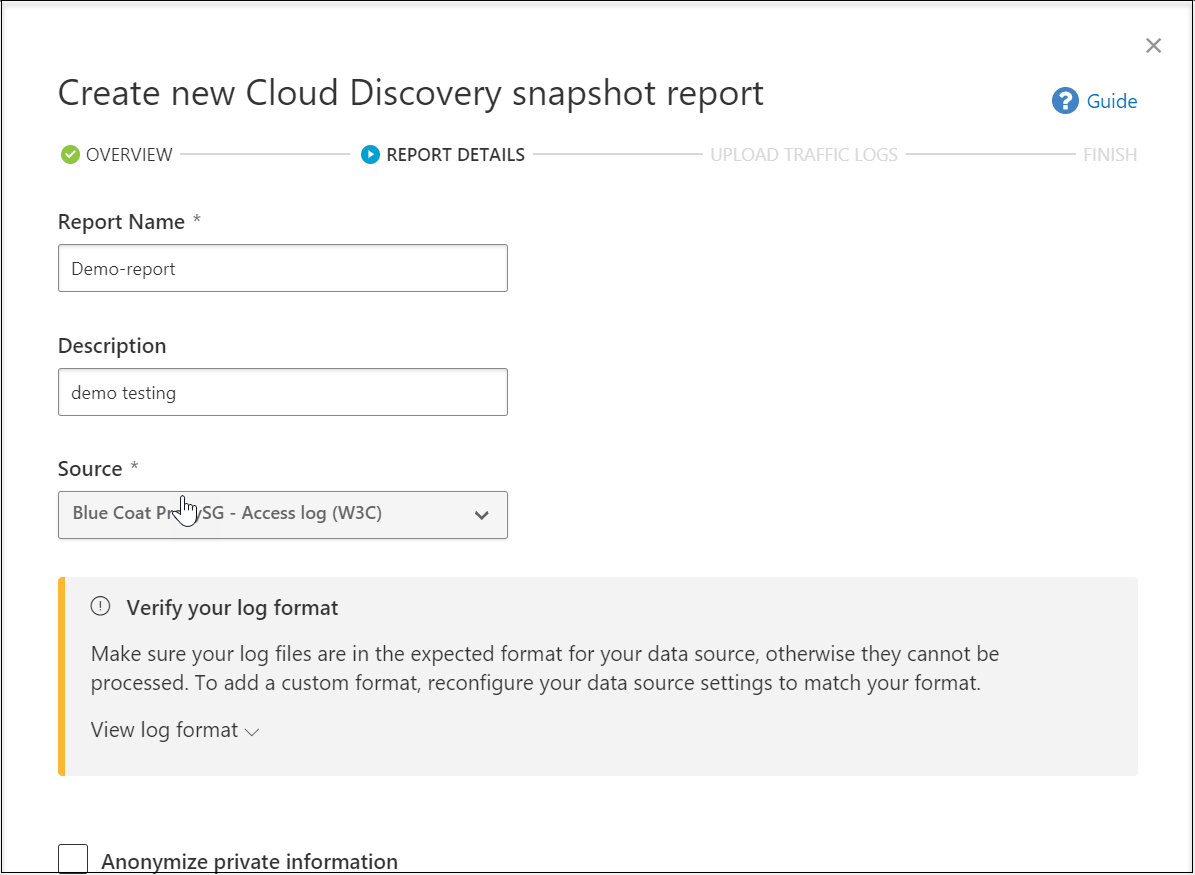 Create new Cloud Discovery snapshot report
? Guide
OVERVIEW REPORT DETAILS UPLOAD TRAFFIC LOGS FINISH
Report Name *
Demo-report
Description
demo testing
Source *
Blue Coat SG - Access log (W3C)
Verify your log format
Make sure your log files are in the expected format for your data source, otherwise they cannot be
processed. To add a custom format, reconfigure your data source settings to match your format.
View log format
Anonymize private information